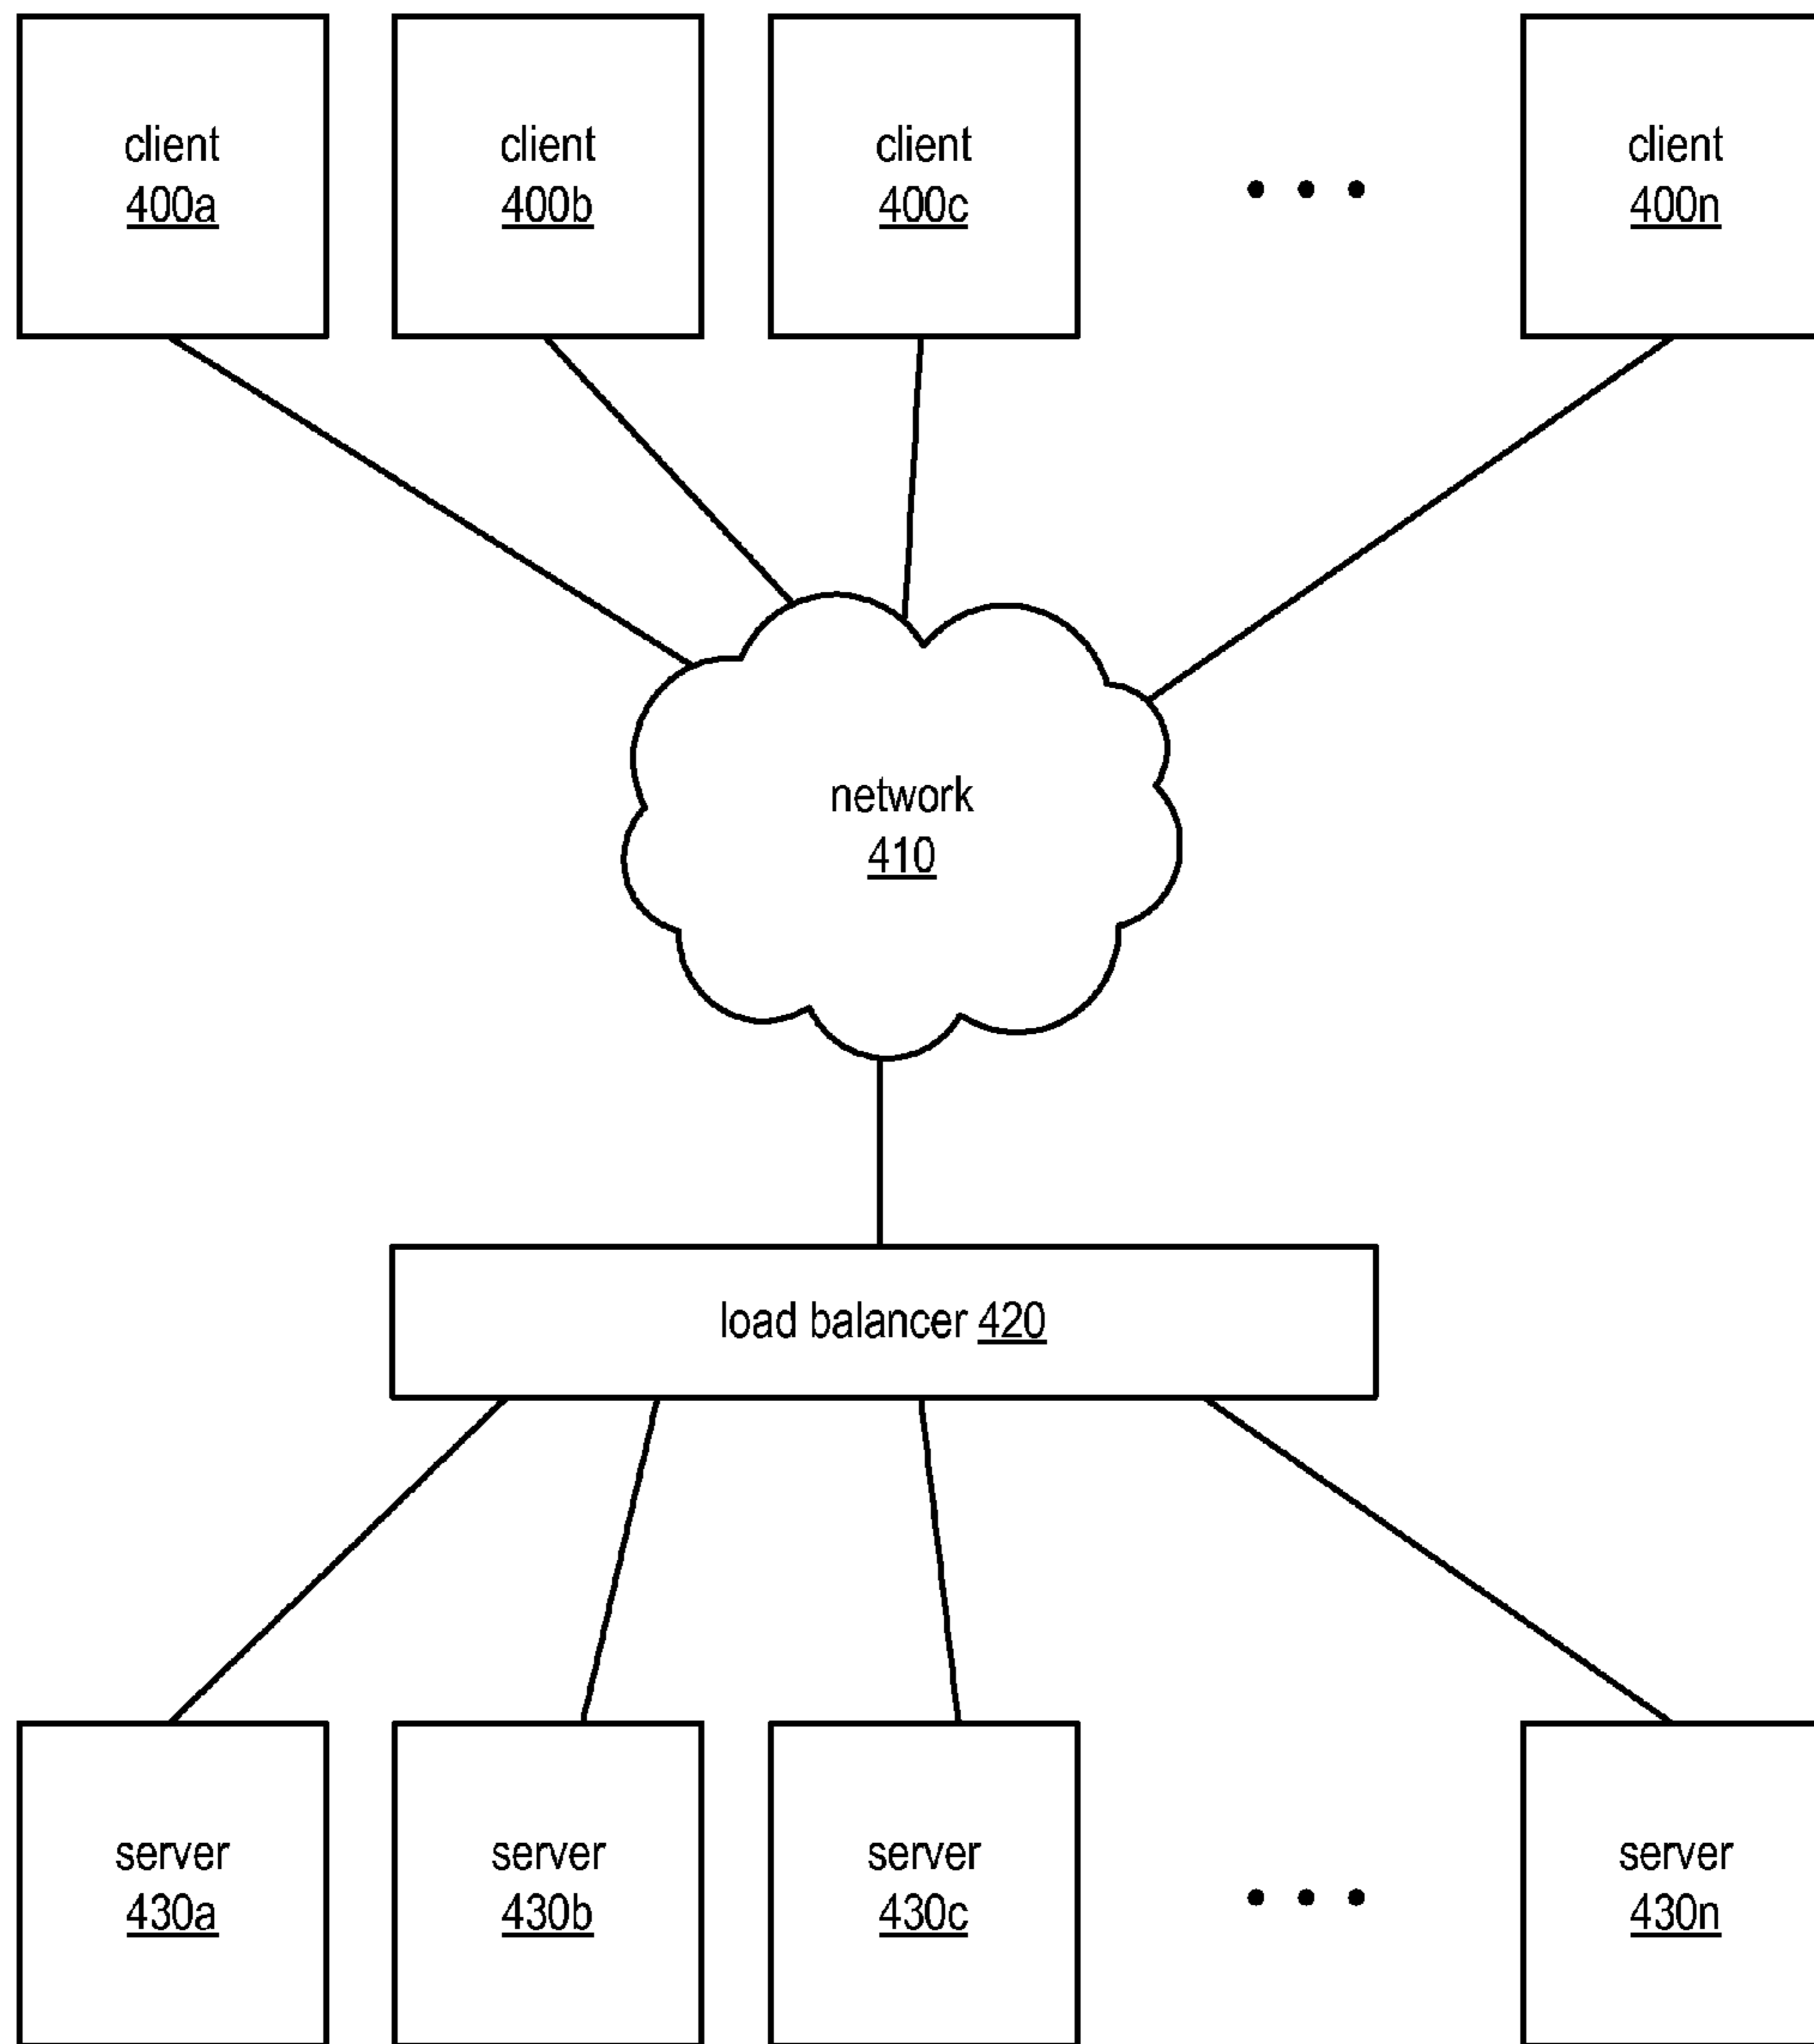 client
400a
client
400b
client
400c
• • •
client
400n
network
410
load balancer 420
server
430a
server
430b
server
430c
• • •
server
430n